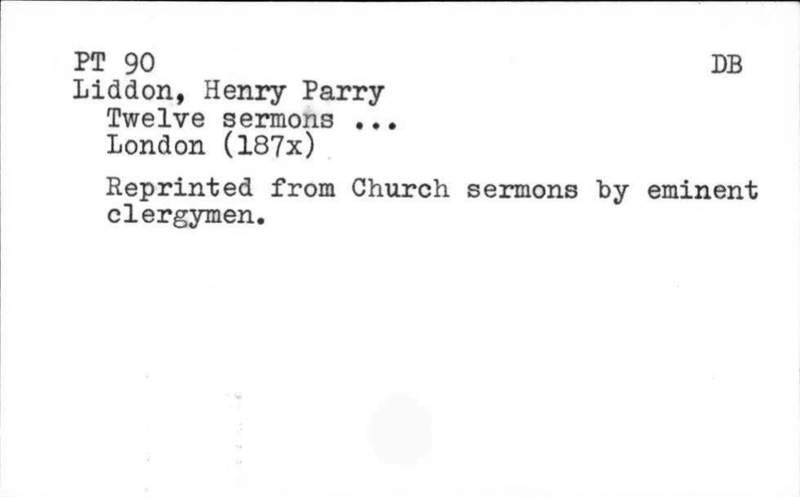 PT 90 DB
Liddon, Henry Parry
Twelve sermons ...
London (187x)
Reprinted from Church sermons by eminent
clergymen.